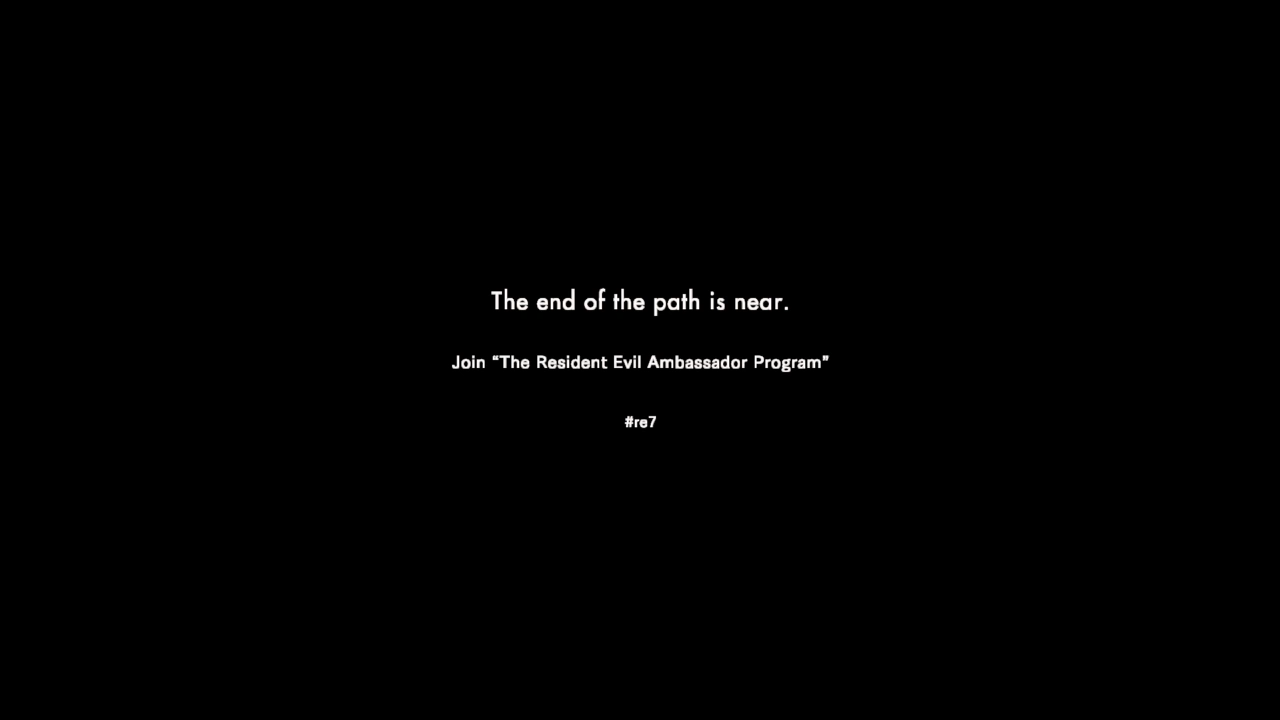 The end of the path is near.
Join “The Resident Evil Ambassador Program”
#re7